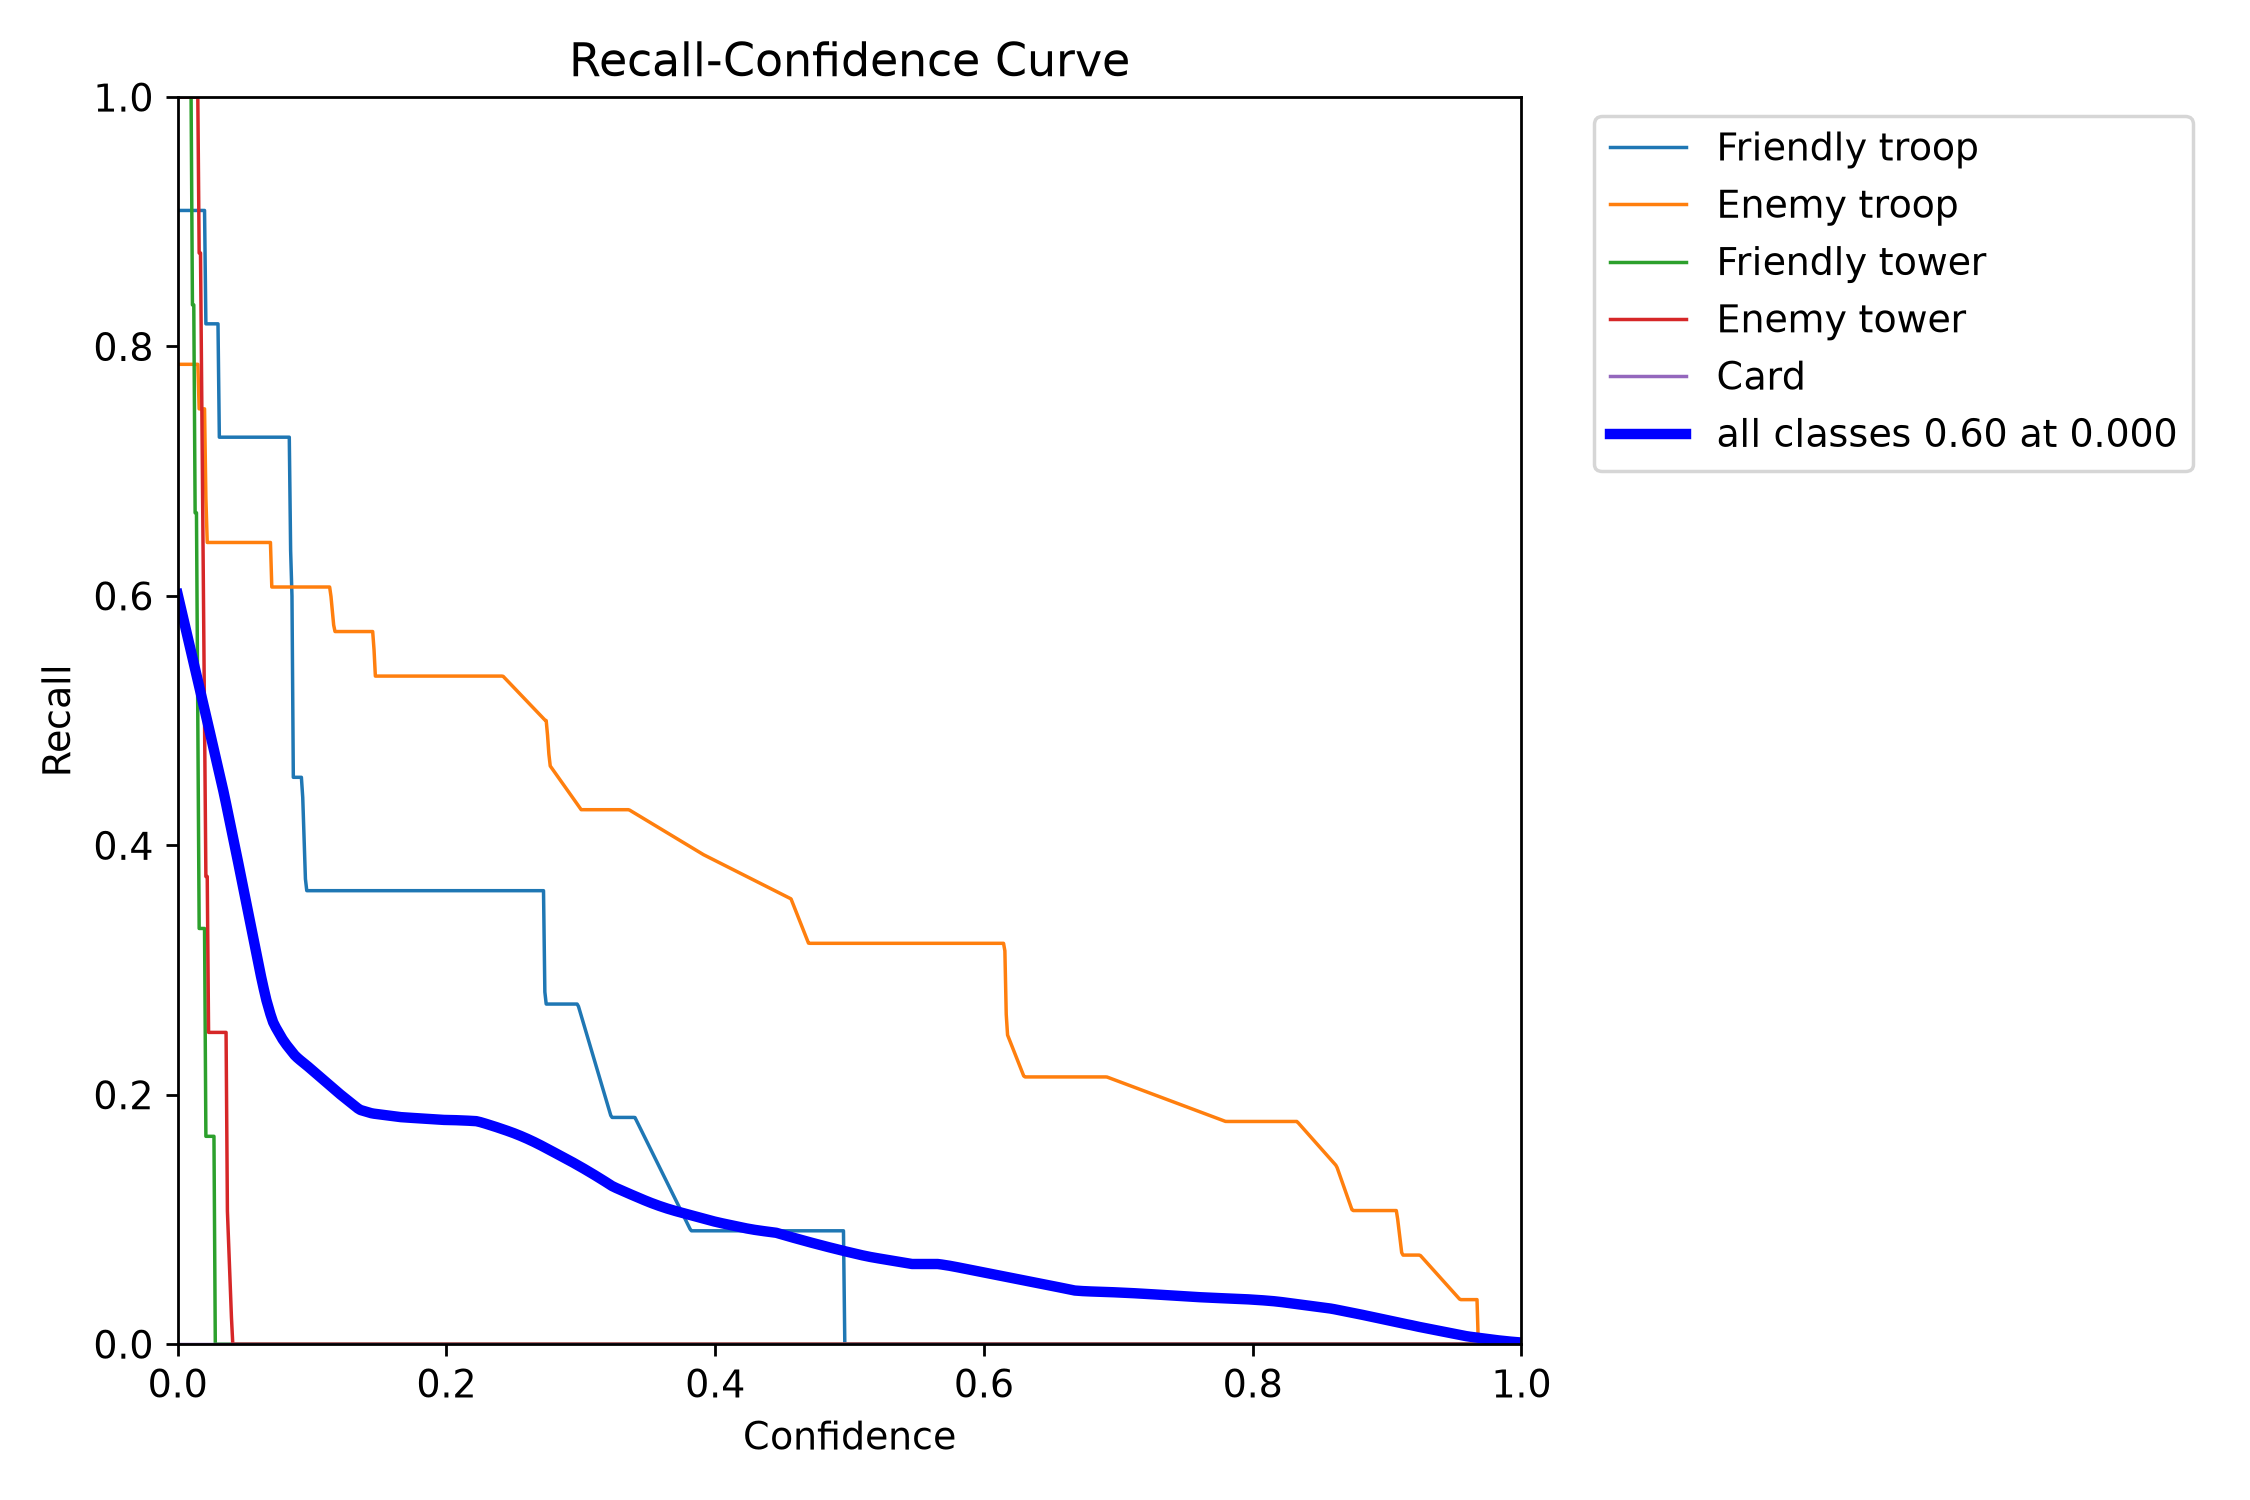 Recall-Confidence Curve
1.0
0.8
0.6
0.4
0.2
0.0
Recall
0.0 0.2 0.4 0.6 0.8 1.0
Confidence
Friendly troop
Enemy troop
Friendly tower
Enemy tower
Card
all classes 0.60 at 0.000